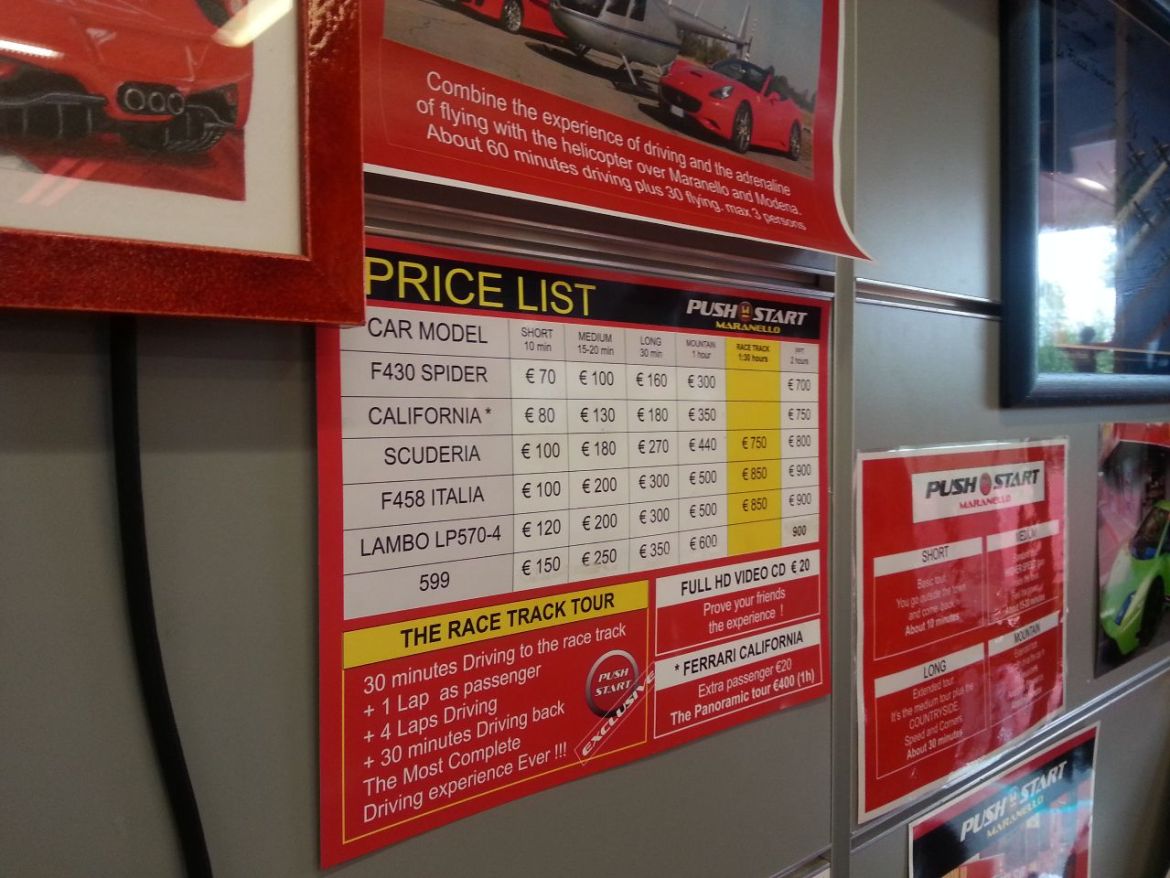 Combine the experience of driving and the adrenaline
of flying with the helicopter over Maranello and Modena.
About 60 minutes driving plus 30 flying. max 3 persons
PRICE LIST
PUSH START
MARANELLO
CAR MODEL SHORT 10 min MEDIUM 15-20 min LONG 30 min MOUNTAIN 1 hour RACE TRACK 1:30 hours 2 hours
F430 SPIDER € 70 € 100 € 160 € 300 € 700
CALIFORNIA * € 80 € 130 € 180 € 350 € 750
SCUDERIA € 100 € 180 € 270 € 440 € 750 € 800
F458 ITALIA € 100 € 200 € 300 € 500 € 850 € 900
LAMBO LP570-4 € 120 € 200 € 300 € 500 € 850 € 900
599 € 150 € 250 € 350 € 600 900
THE RACE TRACK TOUR
30 minutes Driving to the race track
+ 1 Lap as passenger
+ 4 Laps Driving
+ 30 minutes Driving back
The Most Complete
Driving experience Ever !!!
PUSH
START
EXCLUSIVE
FULL HD VIDEO CD € 20
Prove your friends
the experience !
* FERRARI CALIFORNIA
Extra passenger €20
The Panoramic tour €400 (1h)
PUSH START
MARANELLO
SHORT
Basic tour.
You go outside the town
and come back.
About 10 minutes
MEDIUM
About 15-20 minutes
LONG
Extended tour
It's the medium tour plus the
COUNTRYSIDE.
Speed and Corners.
About 30 minutes
MOUNTAIN
PUSH START
MARANELLO